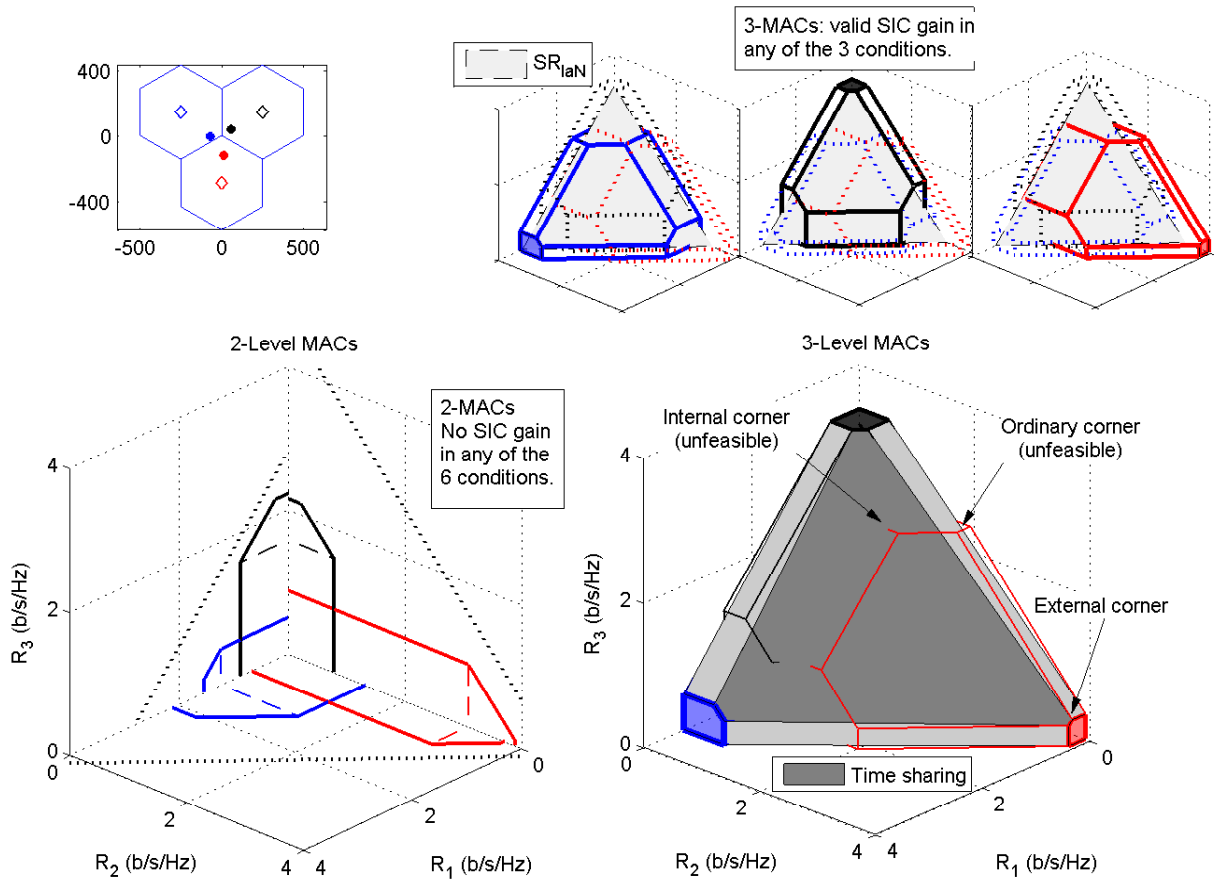 3-MACs: valid SIC gain in
any of the 3 conditions.
SR_IaN
400
0
-400
-500
0
500
2-Level MACs
2-MACs
No SIC gain
in any of the
6 conditions.
4
2
0
R_3 (b/s/Hz)
0
2
4
R_2 (b/s/Hz)
4
2
0
R_1 (b/s/Hz)
3-Level MACs
Internal corner
(unfeasible)
Ordinary corner
(unfeasible)
External corner
Time sharing
4
2
0
R_3 (b/s/Hz)
0
2
4
R_2 (b/s/Hz)
4
2
0
R_1 (b/s/Hz)